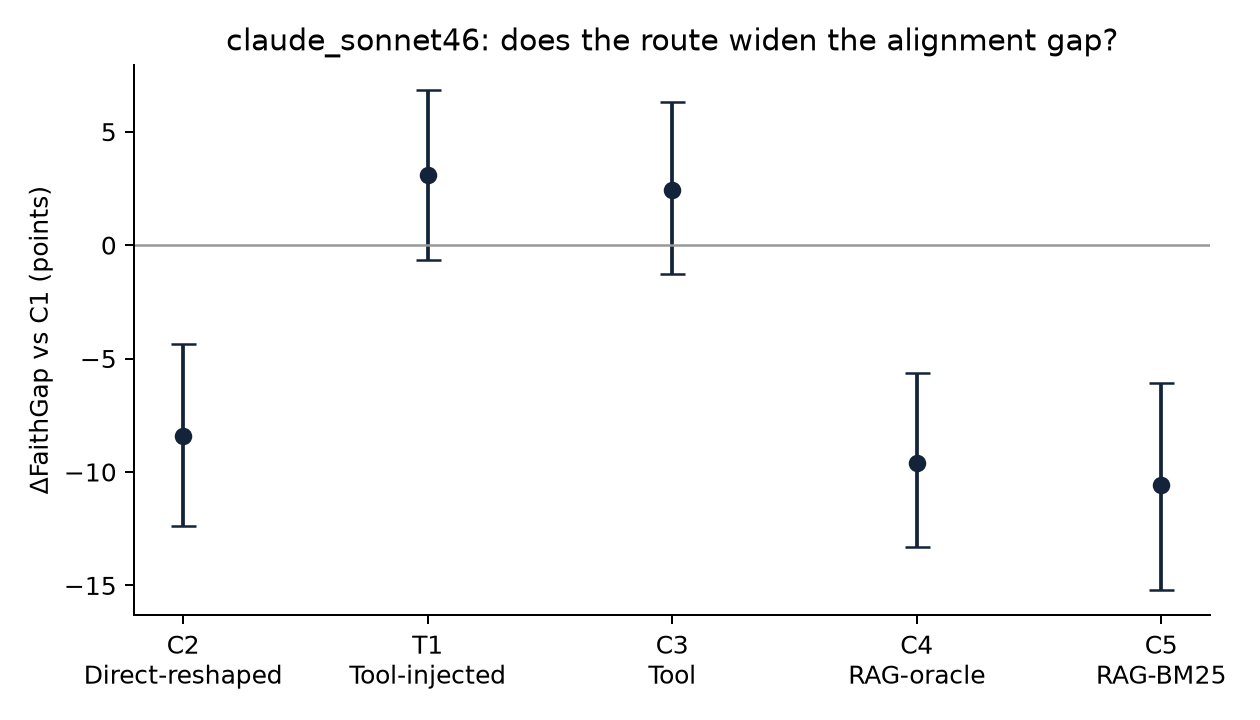 claude_sonnet46: does the route widen the alignment gap?
ΔFaithGap vs C1 (points)
5
0
−5
−10
−15
C2
Direct-reshaped
T1
Tool-injected
C3
Tool
C4
RAG-oracle
C5
RAG-BM25